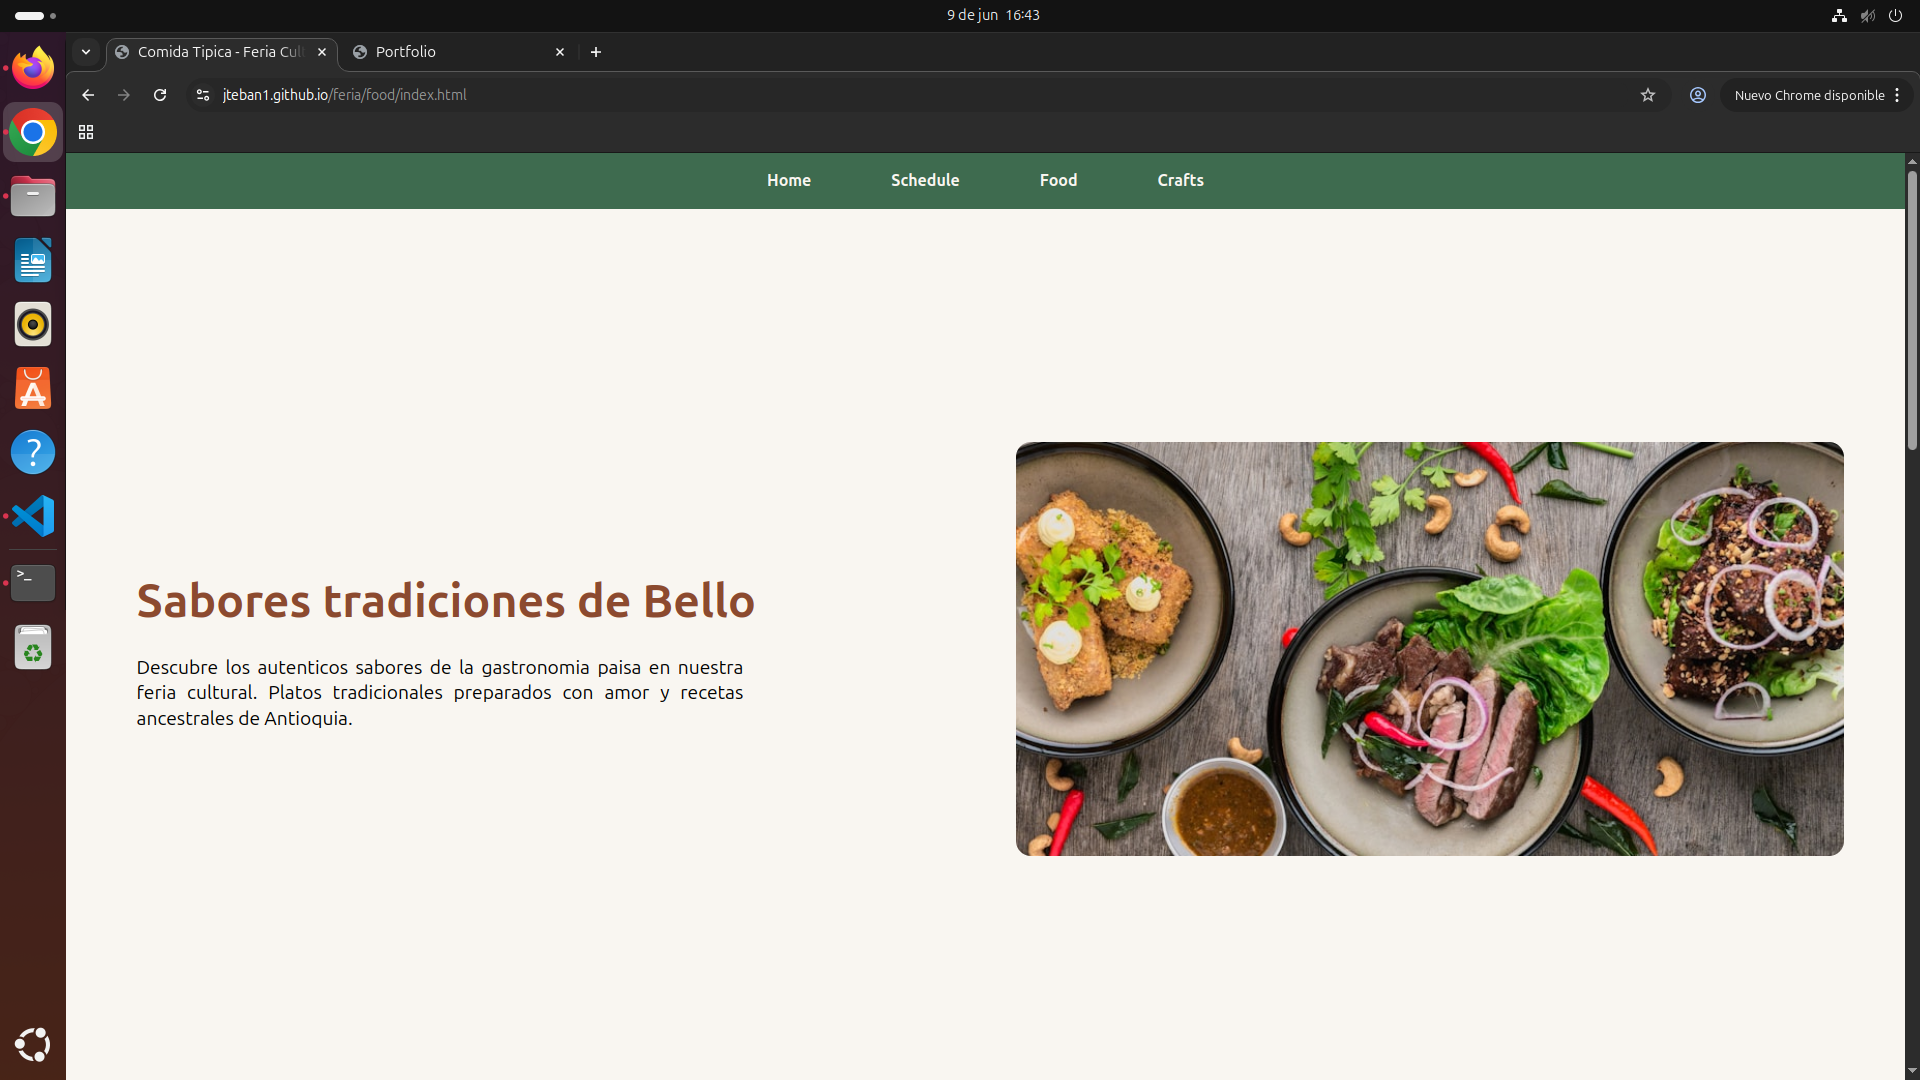 9 de jun 16:43
Comida Tipica - Feria Cul
Portfolio
jteban1.github.io/feria/food/index.html
Nuevo Chrome disponible
Home
Schedule
Food
Crafts
Sabores tradiciones de Bello
Descubre los autenticos sabores de la gastronomia paisa en nuestra
feria cultural. Platos tradicionales preparados con amor y recetas
ancestrales de Antioquia.